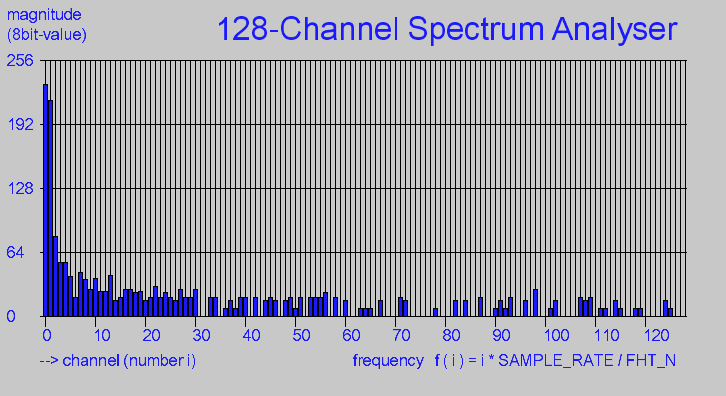 magnitude
(8bit-value)
128-Channel Spectrum Analyser
256
192
128
64
0
0 10 20 30 40 50 60 70 80 90 100 110 120
--> channel (number i)
frequency f ( i ) = i * SAMPLE_RATE / FHT_N